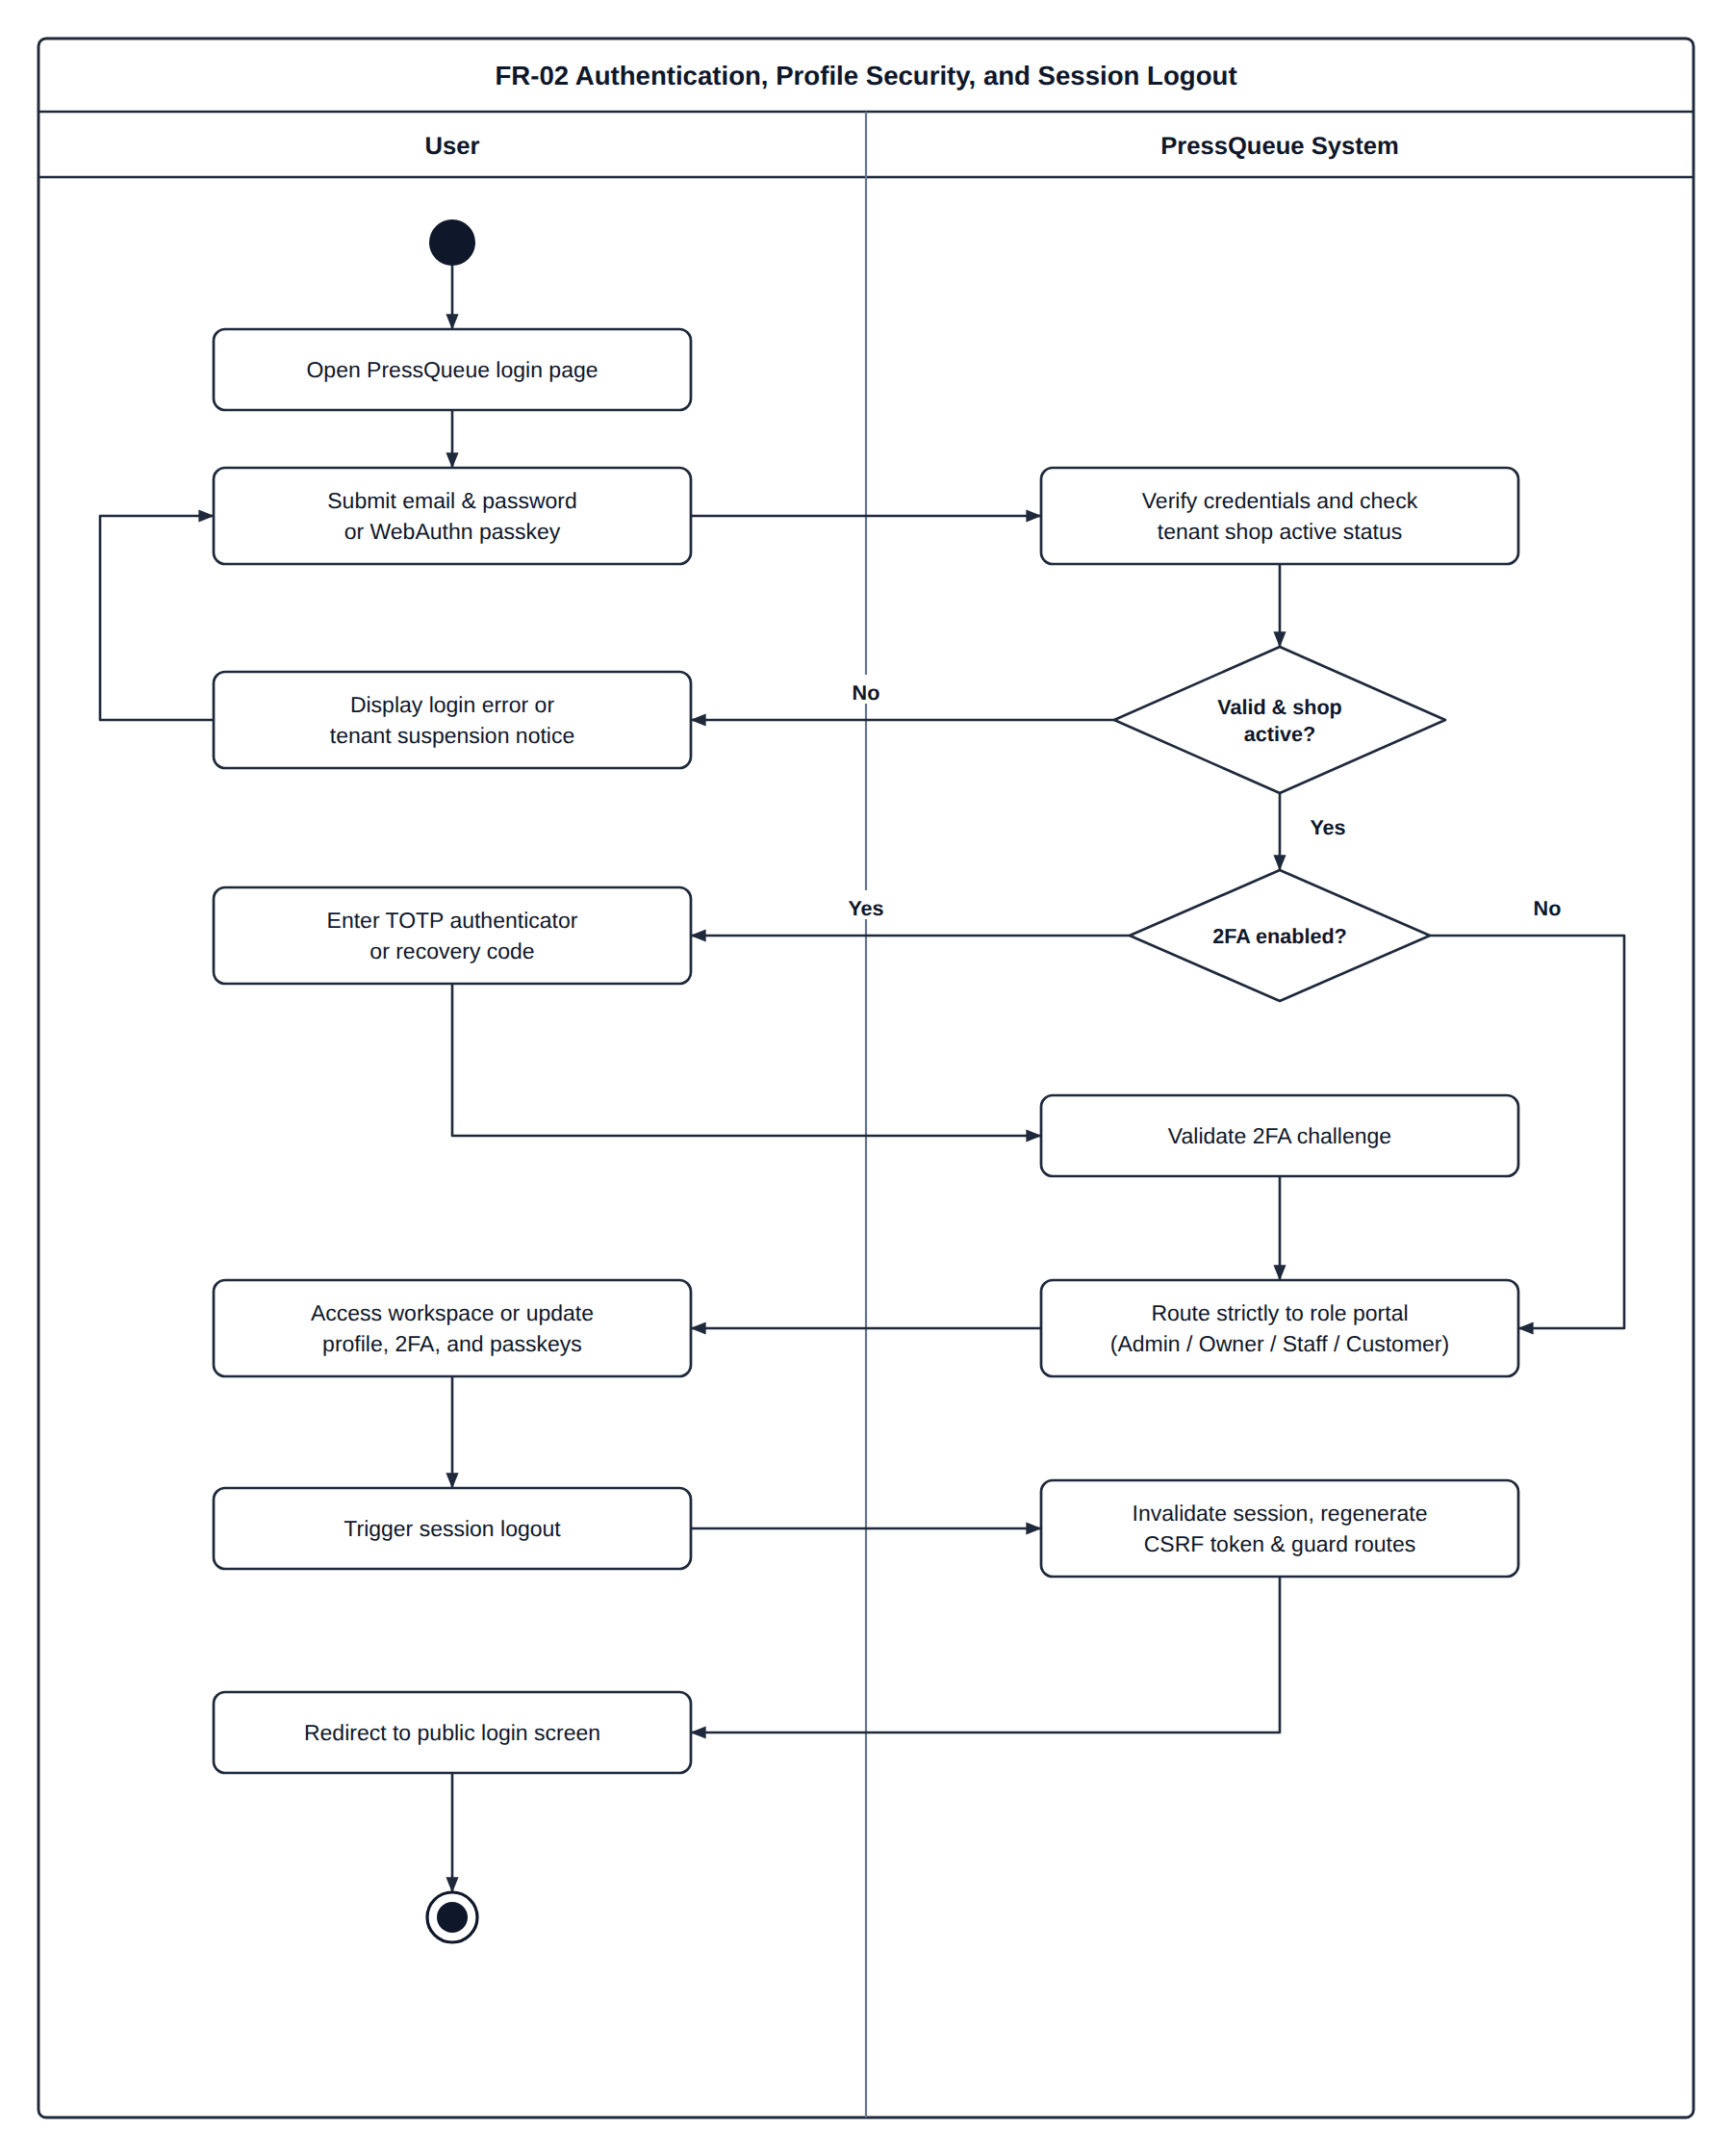 FR-02 Authentication, Profile Security, and Session Logout
User
PressQueue System
Open PressQueue login page
Submit email & password
or WebAuthn passkey
Verify credentials and check
tenant shop active status
Display login error or
tenant suspension notice
No
Valid & shop
active?
Yes
Enter TOTP authenticator
or recovery code
Yes
2FA enabled?
No
Validate 2FA challenge
Access workspace or update
profile, 2FA, and passkeys
Route strictly to role portal
(Admin / Owner / Staff / Customer)
Trigger session logout
Invalidate session, regenerate
CSRF token & guard routes
Redirect to public login screen